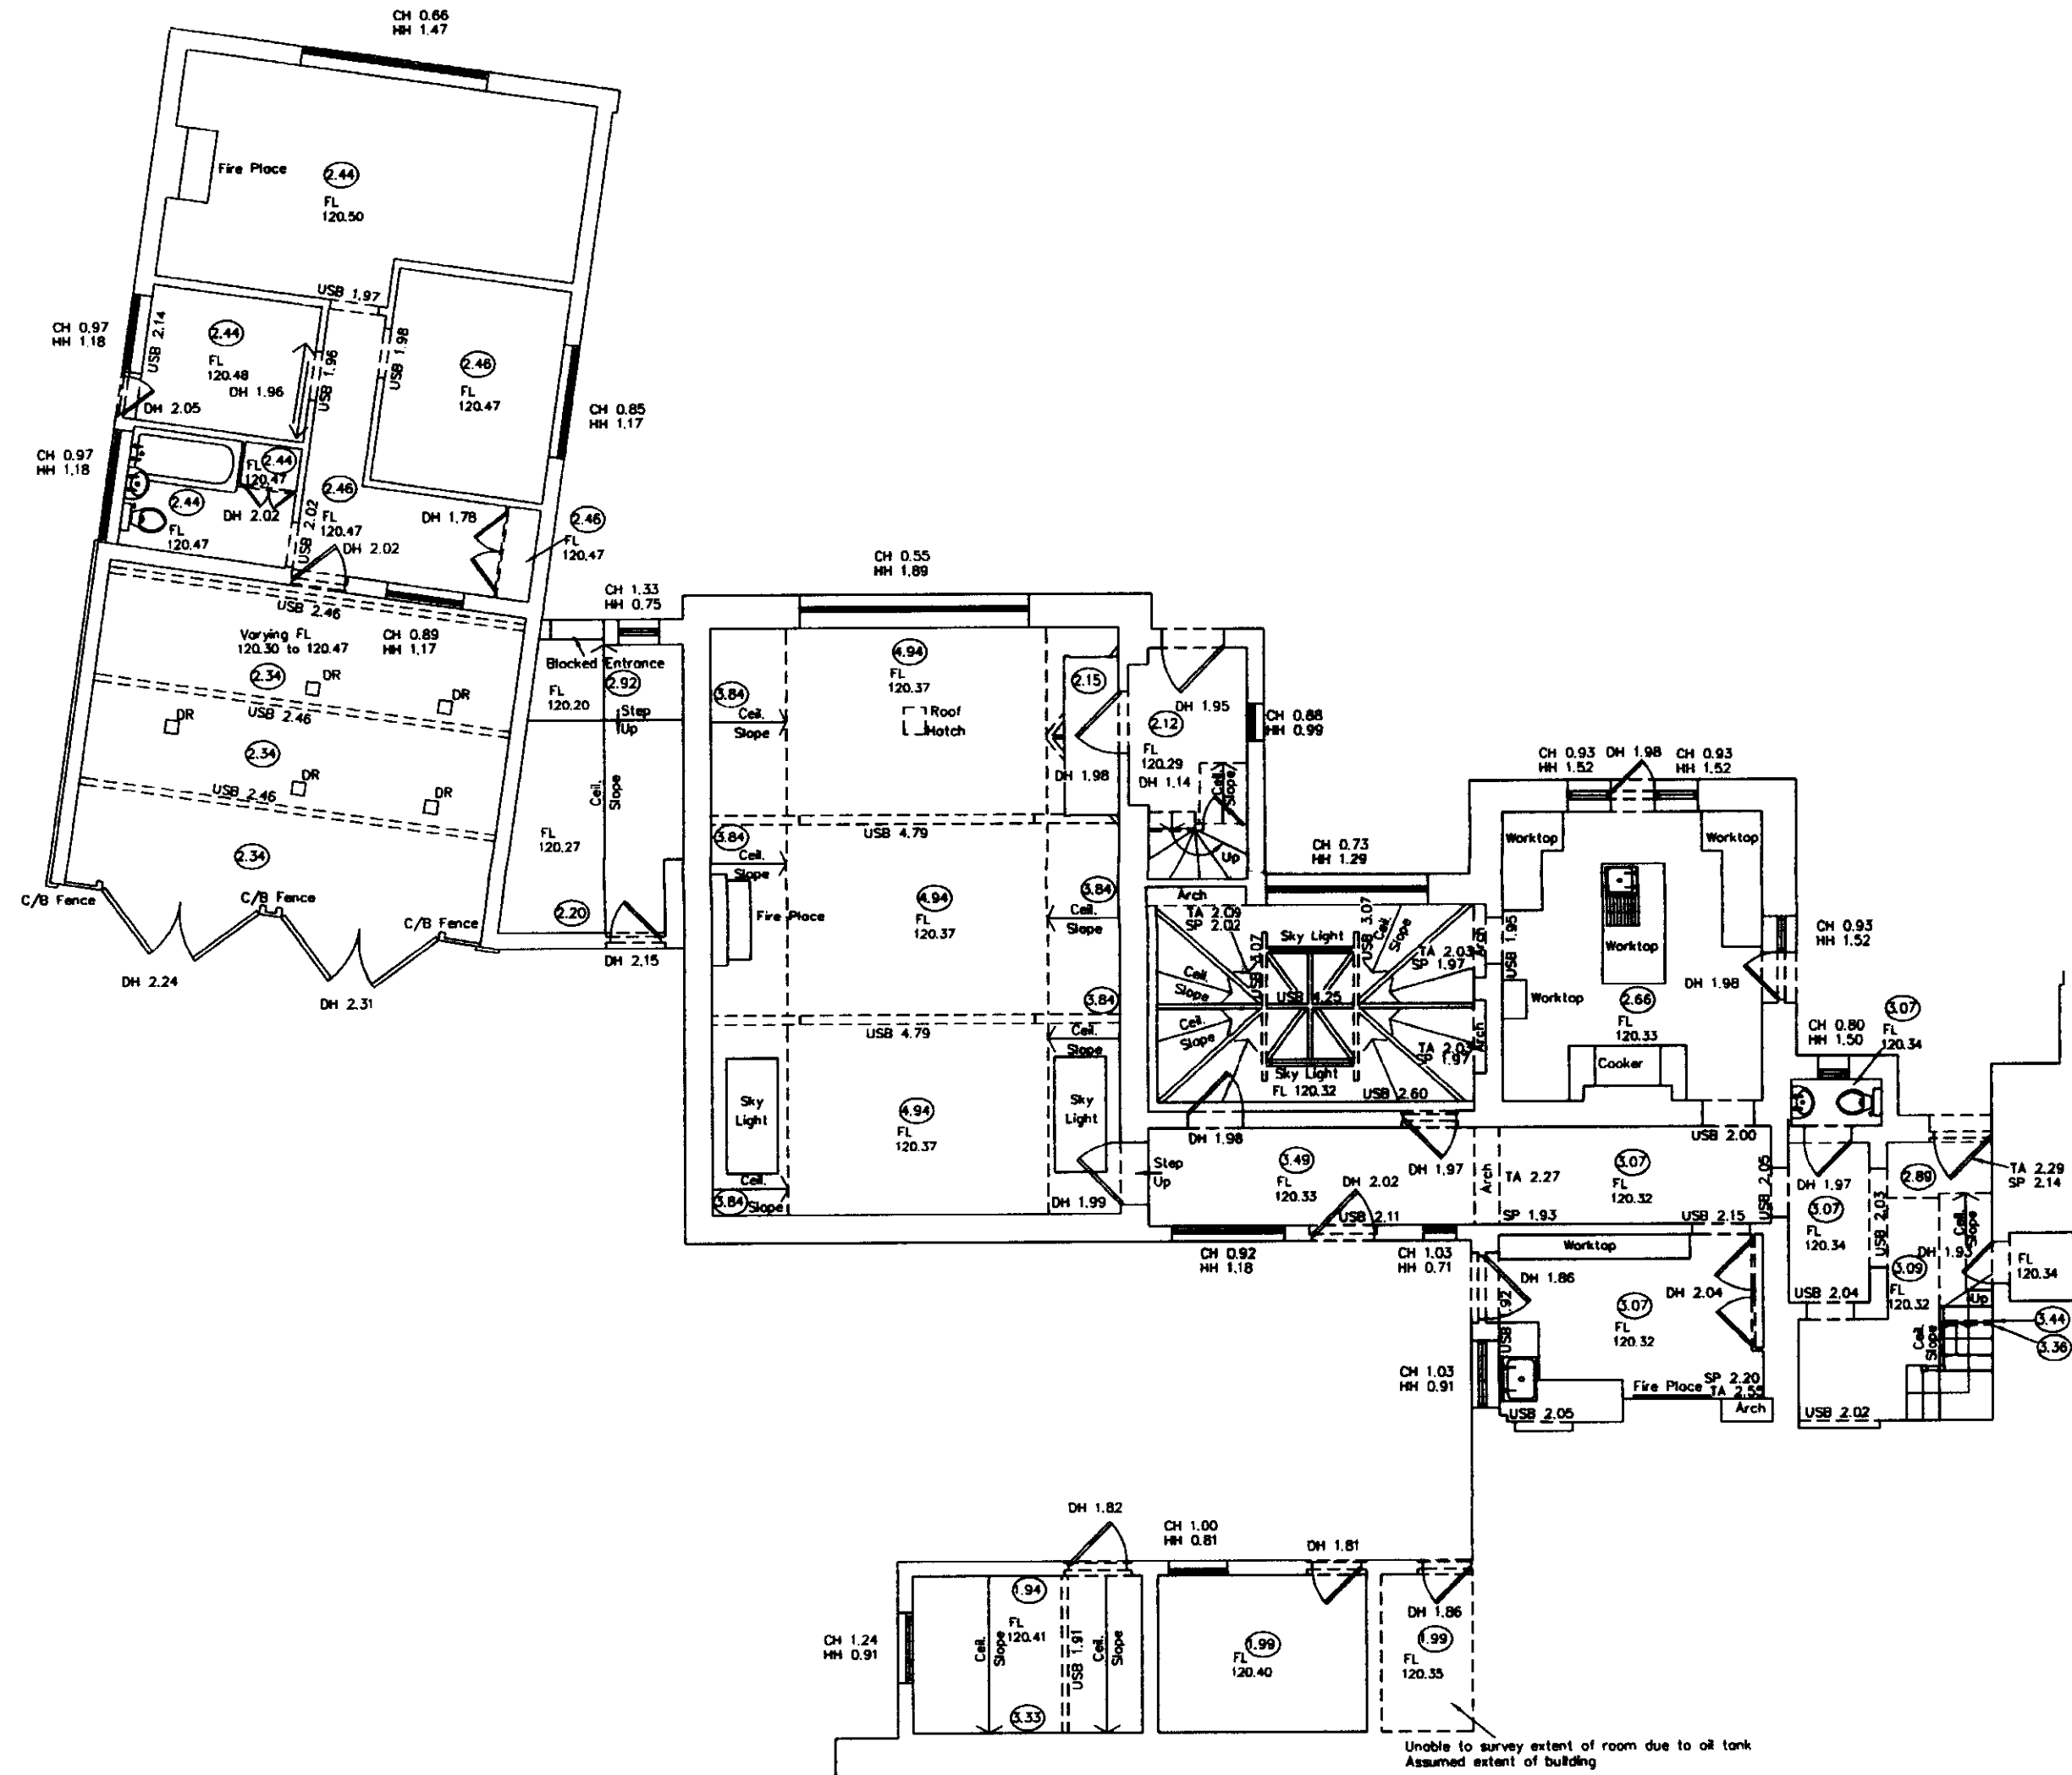 CH 0.66
HH 1.47
Fire Place
2.44
FL
120.50
USB 1.97
CH 0.97
HH 1.18
USB 2.14
2.44
FL
120.48
DH 1.96
USB 1.96
USB 1.98
2.46
FL
120.47
CH 0.85
HH 1.17
DH 2.05
CH 0.97
HH 1.18
2.44
FL
120.47
2.44
FL
120.47
DH 2.02
USB 2.02
2.46
FL
120.47
DH 2.02
DH 1.78
2.46
FL
120.47
USB 2.46
Varying FL
120.30 to 120.47
CH 0.89
HH 1.17
2.34
DR
DR
DR
USB 2.46
2.34
DR
DR
USB 2.46
2.34
C/B Fence
C/B Fence
C/B Fence
DH 2.24
DH 2.31
CH 1.33
HH 0.75
Blocked Entrance
FL
120.20
2.92
Step
Up
Ceil.
Slope
FL
120.27
2.20
DH 2.15
CH 0.55
HH 1.89
4.94
FL
120.37
Roof
Hatch
3.84
Ceil.
Slope
2.15
DH 1.98
USB 4.79
3.84
Ceil.
Slope
Fire Place
4.94
FL
120.37
3.84
Ceil.
Slope
3.84
Ceil.
Slope
USB 4.79
Sky
Light
4.94
FL
120.37
Sky
Light
Ceil.
Slope
3.84
DH 1.99
DH 1.95
2.12
FL
120.29
DH 1.14
Ceil.
Slope
Up
CH 0.88
HH 0.99
CH 0.73
HH 1.29
Arch
TA 2.09
SP 2.02
USB 3.07
USB 3.07
Ceil.
Slope
Sky Light
TA 2.03
SP 1.97
Arch
Ceil.
Slope
USB 4.25
Ceil.
Slope
TA 2.03
SP 1.97
Arch
Sky Light
FL 120.32
USB 2.60
USB 1.95
CH 0.93
HH 1.52
DH 1.98
CH 0.93
HH 1.52
Worktop
Worktop
Worktop
Worktop
2.66
FL
120.33
Cooker
DH 1.98
CH 0.93
HH 1.52
USB 2.00
DH 1.98
Step
Up
3.49
FL
120.33
DH 2.02
DH 1.97
Arch
TA 2.27
SP 1.93
3.07
FL
120.32
USB 2.05
USB 2.11
USB 2.15
CH 0.92
HH 1.18
CH 1.03
HH 0.71
CH 0.80
HH 1.50
3.07
FL
120.34
DH 1.97
2.89
TA 2.29
SP 2.14
3.07
FL
120.34
USB 2.03
DH 1.93
Ceil.
Slope
3.09
FL
120.32
FL
120.34
USB 2.04
Up
3.44
3.36
Ceil.
Slope
USB 2.02
Worktop
DH 1.86
USB 1.92
DH 2.04
3.07
FL
120.32
CH 1.03
HH 0.91
USB 2.05
Fire Place
SP 2.20
TA 2.55
Arch
DH 1.82
CH 1.00
HH 0.81
DH 1.81
CH 1.24
HH 0.91
1.94
FL
120.41
Ceil.
Slope
USB 1.91
Ceil.
Slope
3.33
1.99
FL
120.40
DH 1.86
1.99
FL
120.35
Unable to survey extent of room due to oil tank
Assumed extent of building